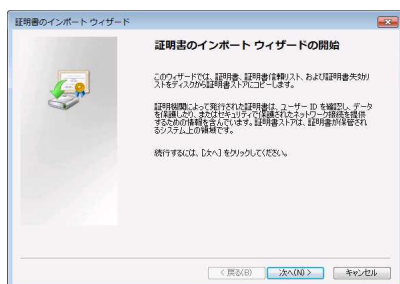 証明書のインポート ウィザード
証明書のインポート ウィザードの開始
このウィザードでは、証明書、証明書信頼リスト、および証明書失効リ
ストをディスクから証明書ストアにコピーします。
証明機関によって発行された証明書は、ユーザー ID を確認し、データ
を保護したり、またはセキュリティで保護されたネットワーク接続を提供
するための情報を含んでいます。証明書ストアは、証明書が保管され
るシステム上の領域です。
続行するには、[次へ] をクリックしてください。
< 戻る(B)
次へ(N) >
キャンセル